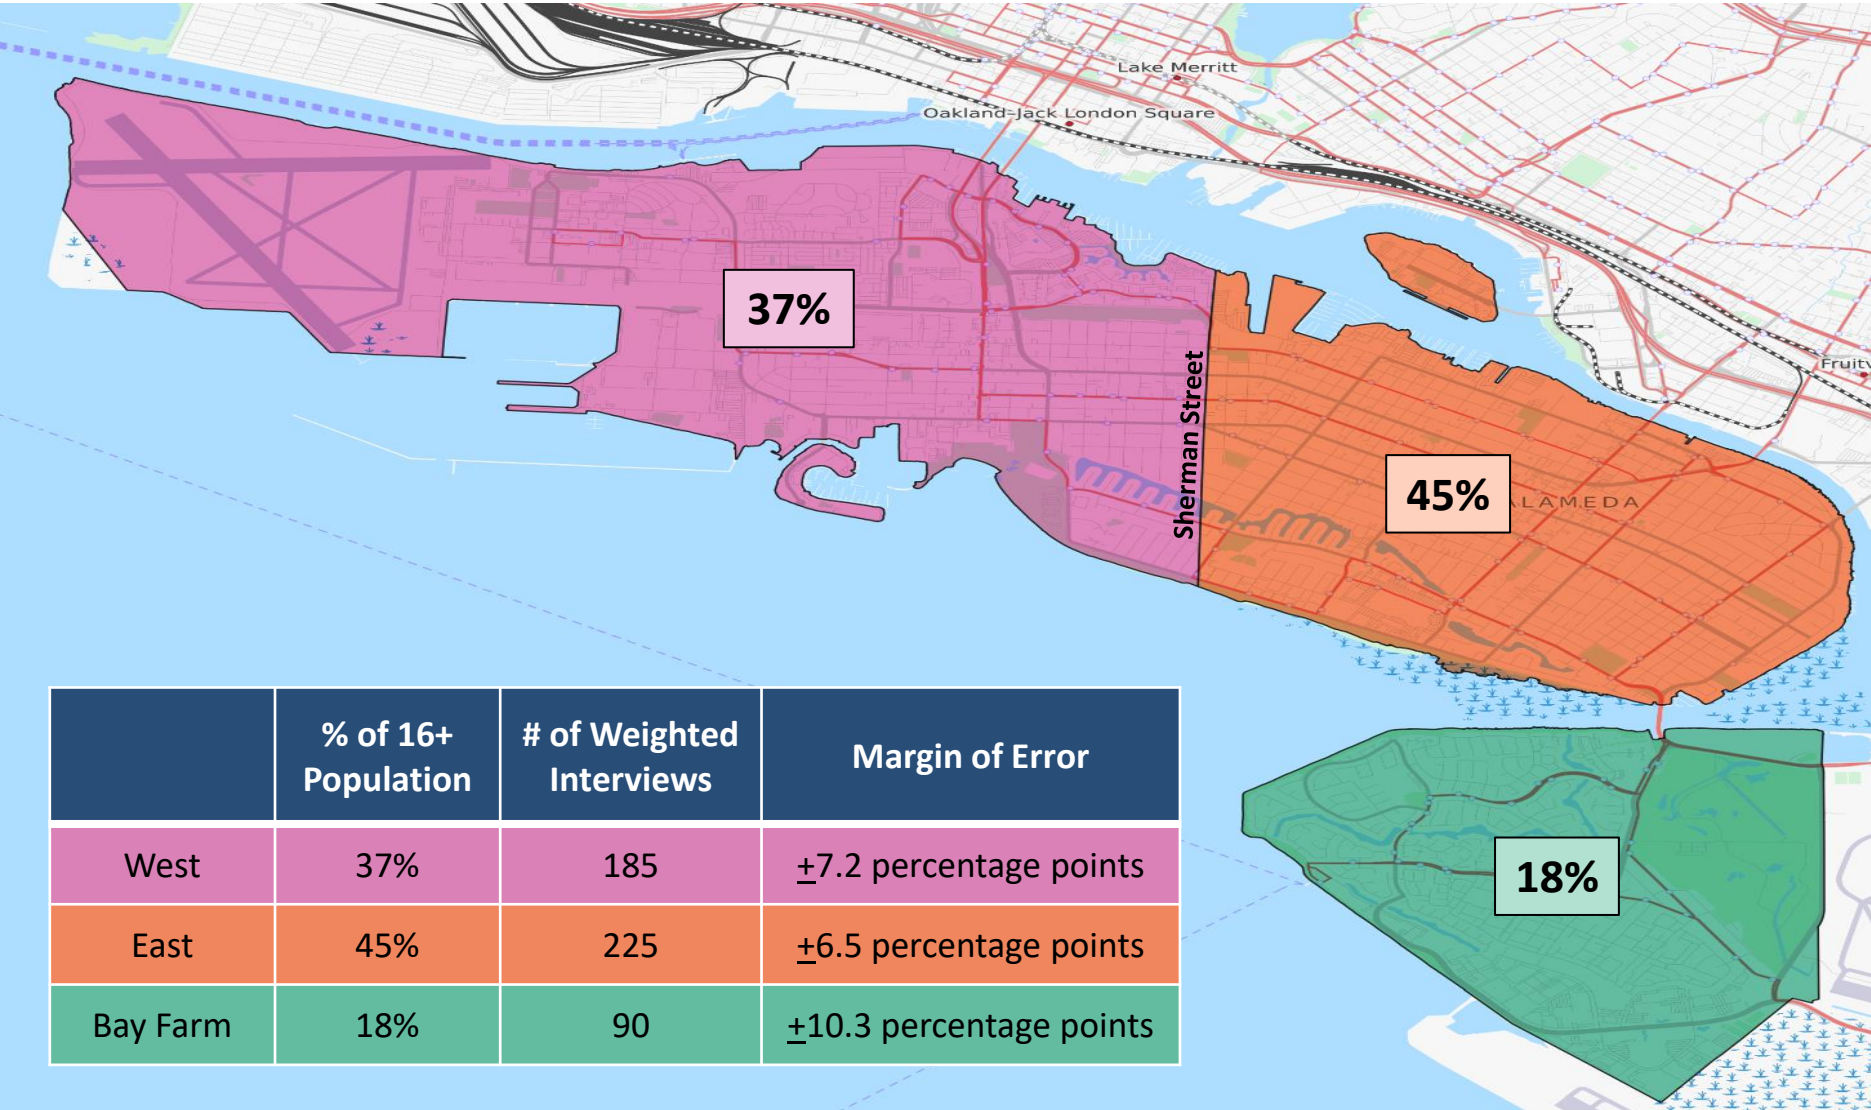 Lake Merritt
Oakland-Jack London Square
Fruitv
37%
Sherman Street
45%
ALAMEDA
18%
% of 16+ Population
# of Weighted Interviews
Margin of Error
West 37% 185 ±7.2 percentage points
East 45% 225 ±6.5 percentage points
Bay Farm 18% 90 ±10.3 percentage points